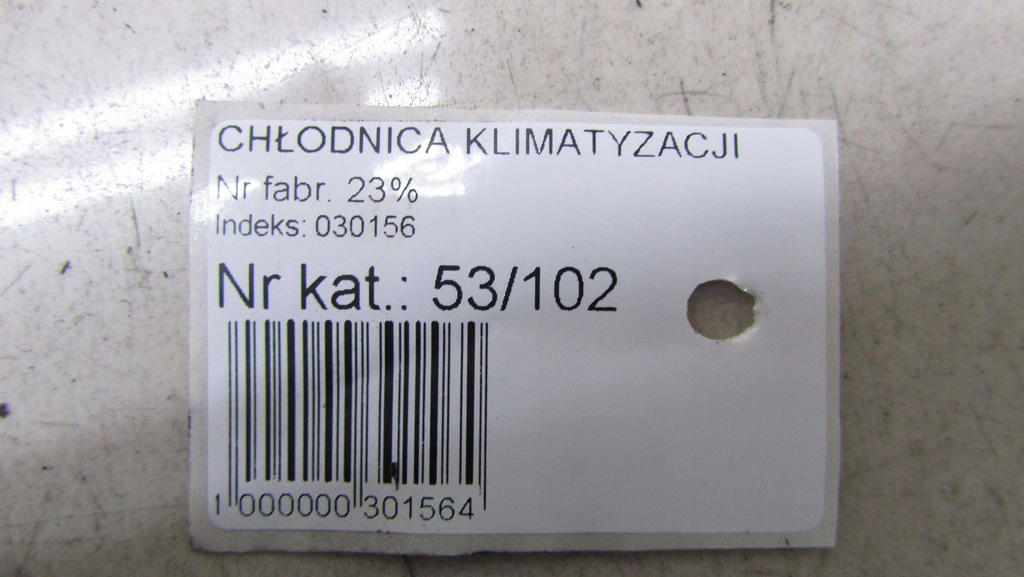 CHŁODNICA KLIMATYZACJI
Nr fabr. 23%
Indeks: 030156
Nr kat.: 53/102
1 000000 301564